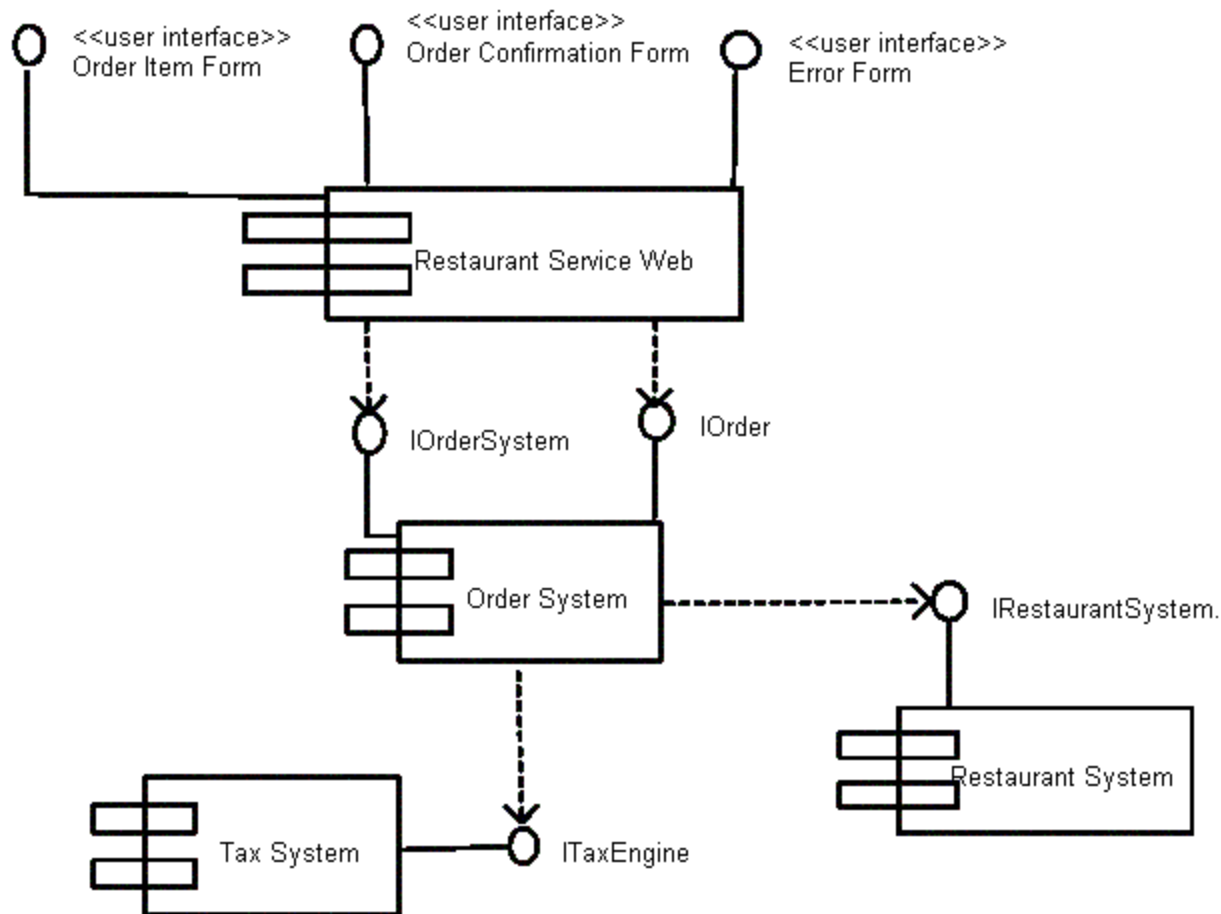 <<user interface>>
Order Item Form
<<user interface>>
Order Confirmation Form
<<user interface>>
Error Form
Restaurant Service Web
IOrderSystem
IOrder
Order System
IRestaurantSystem.
Restaurant System
Tax System
ITaxEngine